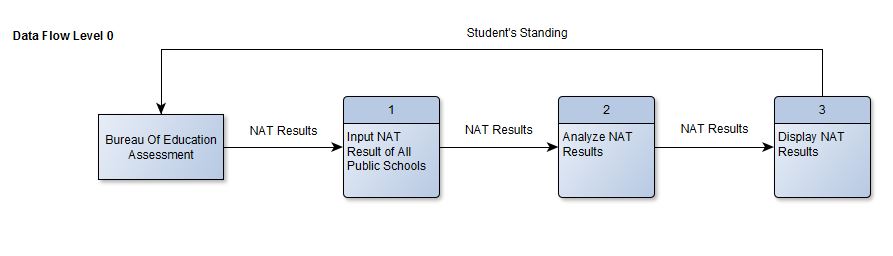 Data Flow Level 0
Student's Standing
Bureau Of Education
Assessment
NAT Results
1
Input NAT
Result of All
Public Schools
NAT Results
2
Analyze NAT
Results
NAT Results
3
Display NAT
Results